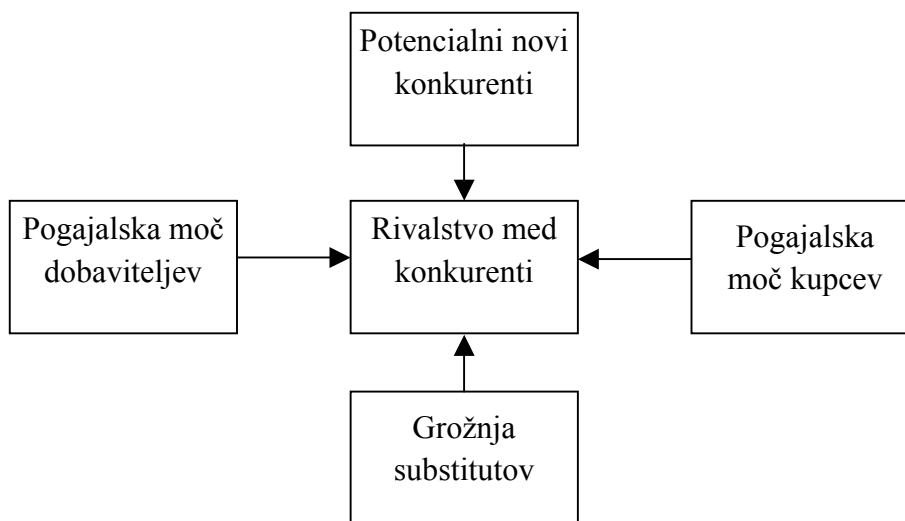 Potencialni novi
konkurenti
Pogajalska moč
dobaviteljev
Rivalstvo med
konkurenti
Pogajalska
moč kupcev
Grožnja
substitutov